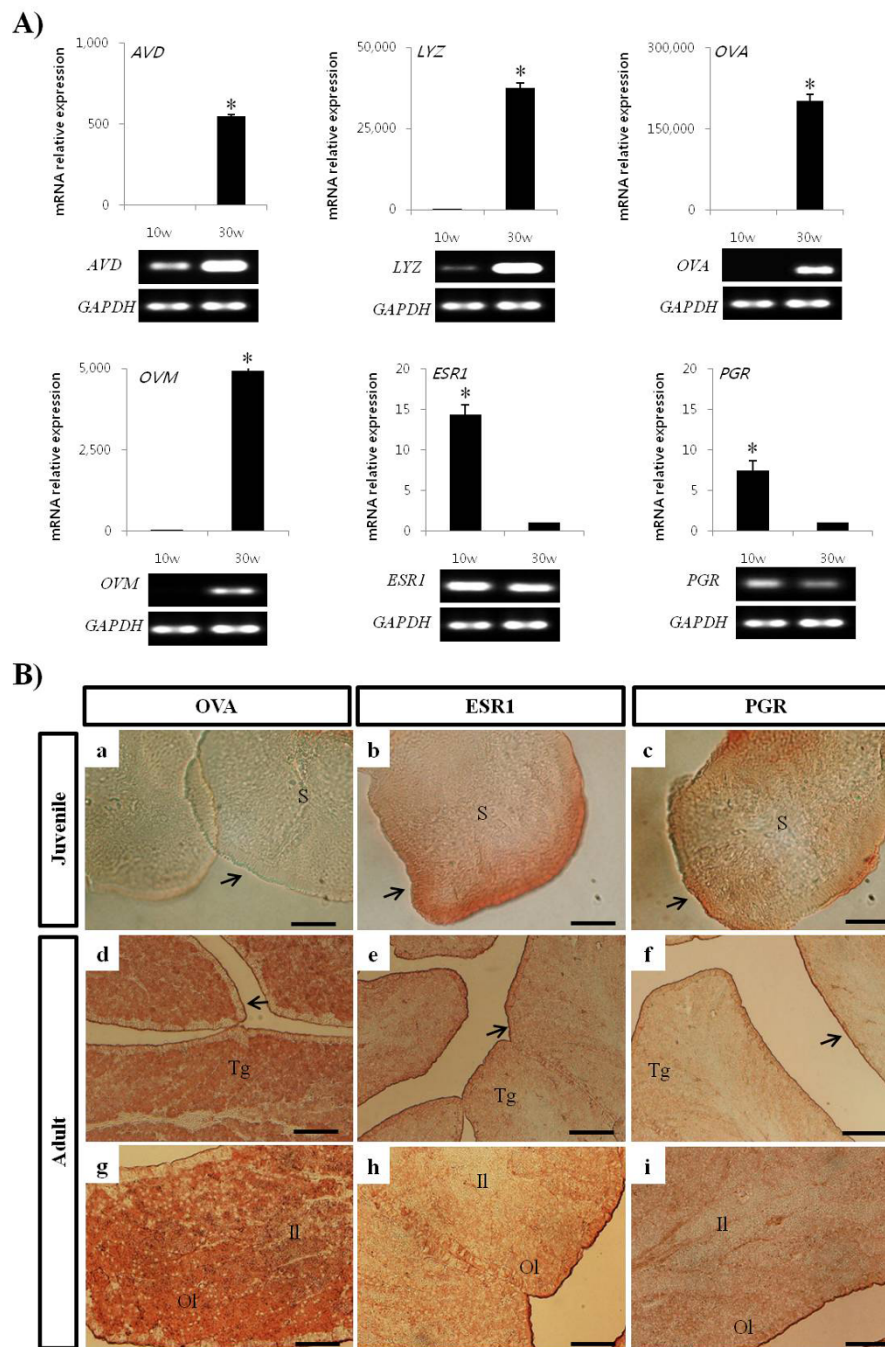 A)
AVD
LYZ
OVA
mRNA relative expression
1,000
500
0
mRNA relative expression
50,000
25,000
0
mRNA relative expression
300,000
150,000
0
*
*
*
10w 30w
10w 30w
10w 30w
AVD
LYZ
OVA
GAPDH
GAPDH
GAPDH
OVM
ESR1
PGR
mRNA relative expression
5,000
2,500
0
mRNA relative expression
20
15
10
5
0
mRNA relative expression
20
15
10
5
0
*
*
*
10w 30w
10w 30w
10w 30w
OVM
ESR1
PGR
GAPDH
GAPDH
GAPDH
B)
OVA ESR1 PGR
Juvenile
a
S
b
S
c
S
Adult
d
Tg
e
Tg
f
Tg
g
Il
Ol
h
Il
Ol
i
Il
Ol